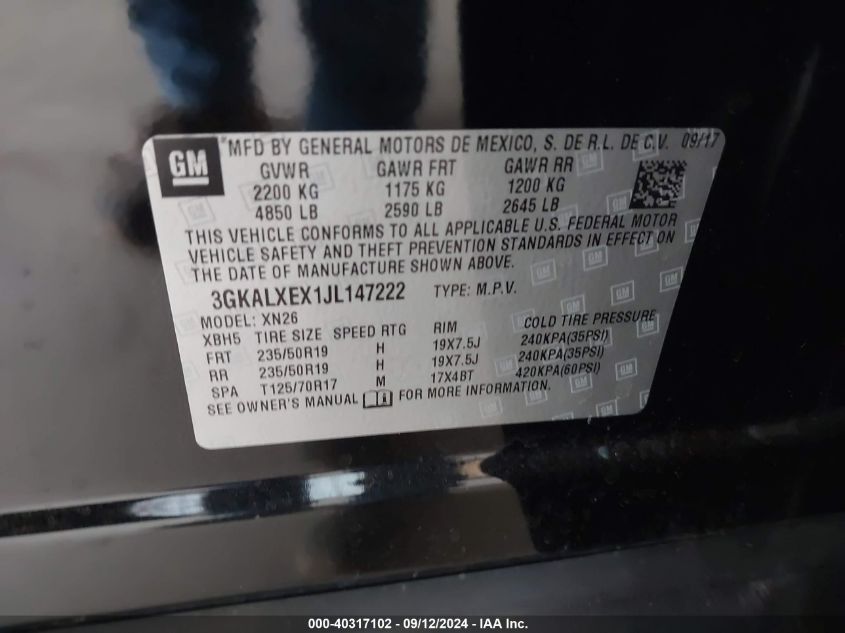 GM *MFD BY GENERAL MOTORS DE MEXICO, S. DE R.L. DE C.V. 09/17
GVWR GAWR FRT GAWR RR
2200 KG 1175 KG 1200 KG
4850 LB 2590 LB 2645 LB
THIS VEHICLE CONFORMS TO ALL APPLICABLE U.S. FEDERAL MOTOR
VEHICLE SAFETY AND THEFT PREVENTION STANDARDS IN EFFECT ON
THE DATE OF MANUFACTURE SHOWN ABOVE.
3GKALXEX1JL147222 TYPE: M.P.V.
MODEL: XN26
XBH5 TIRE SIZE SPEED RTG RIM COLD TIRE PRESSURE
FRT 235/50R19 H 19X7.5J 240KPA(35PSI)
RR 235/50R19 H 19X7.5J 240KPA(35PSI)
SPA T125/70R17 M 17X4BT 420KPA(60PSI)
SEE OWNER'S MANUAL FOR MORE INFORMATION.
000-40317102 - 09/12/2024 - IAA Inc.